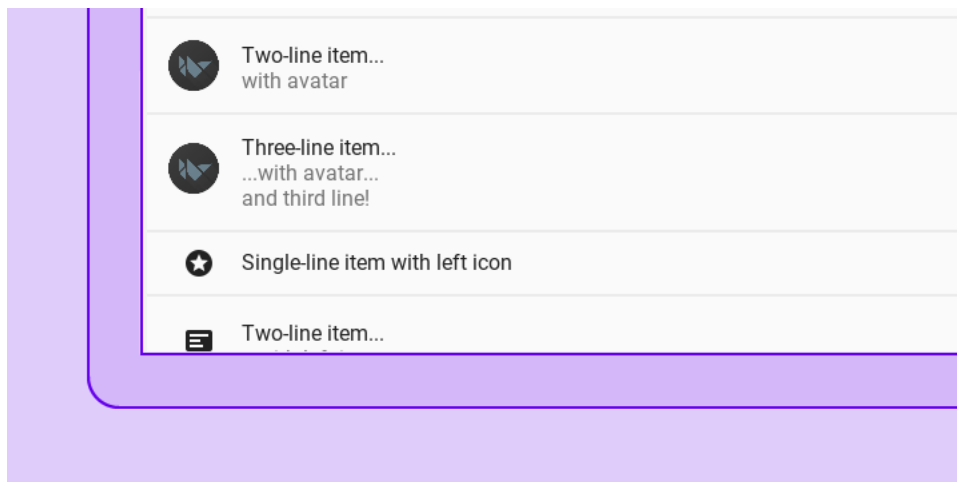 Two-line item...
with avatar
Three-line item...
...with avatar...
and third line!
Single-line item with left icon
Two-line item...